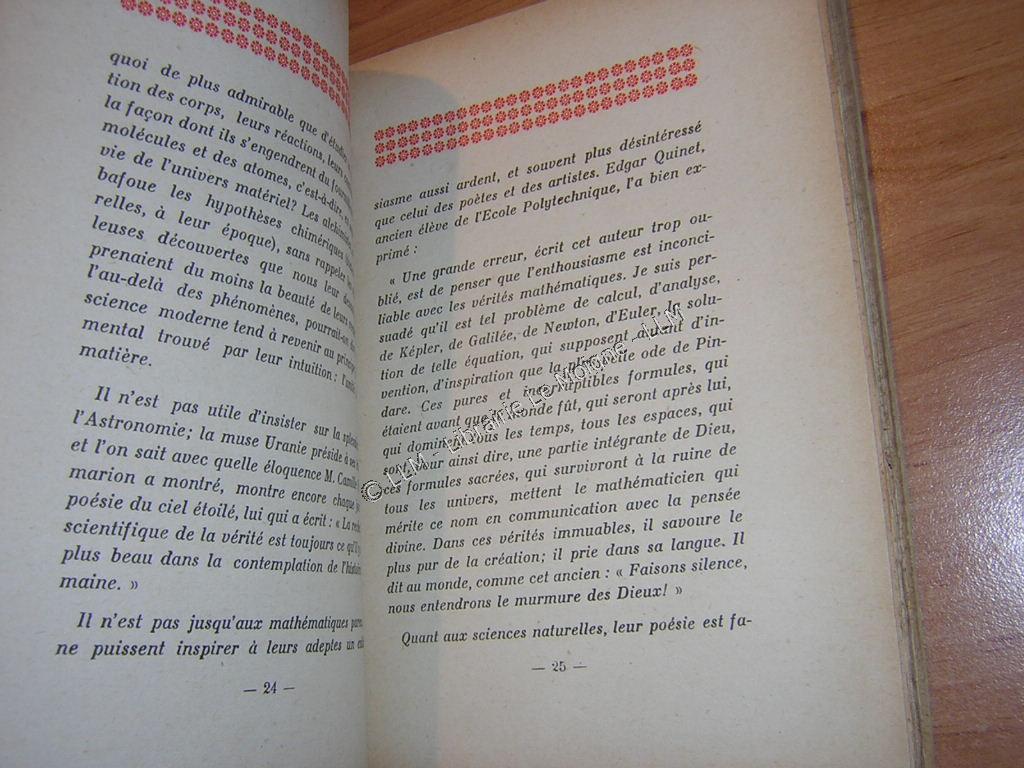 quoi de plus admirable que d'étudier
tion des corps, leurs réactions, leurs
la façon dont ils s'engendrent du
molécules et des atomes, c'est-à-dire
vie de l'univers matériel? Les
bafoue les hypothèses chimériques
relles, à leur époque), sans rappeler
leuses découvertes que nous leur
prenaient du moins la beauté de leurs
l'au-delà des phénomènes, pourrait-on
science moderne tend à revenir au
mental trouvé par leur intuition : l'unité
matière.
Il n'est pas utile d'insister sur la
l'Astronomie; la muse Uranie préside à
et l'on sait avec quelle éloquence M. Camille
marion a montré, montre encore chaque
poésie du ciel étoilé, lui qui a écrit : « La
scientifique de la vérité est toujours ce qu'il
plus beau dans la contemplation de l'histoire
maine. »
Il n'est pas jusqu'aux mathématiques
ne puissent inspirer à leurs adeptes un
— 24 —
siasme aussi ardent, et souvent plus désintéressé
que celui des poètes et des artistes. Edgar Quinet,
ancien élève de l'Ecole Polytechnique, l'a bien ex-
primé :
« Une grande erreur, écrit cet auteur trop ou-
blié, est de penser que l'enthousiasme est inconci-
liable avec les vérités mathématiques. Je suis per-
suadé qu'il est tel problème de calcul, d'analyse,
de Képler, de Galilée, de Newton, d'Euler, la solu-
tion de telle équation, qui supposent autant d'in-
vention, d'inspiration que la plus belle ode de Pin-
dare. Ces pures et incorruptibles formules, qui
étaient avant que le monde fût, qui seront après lui,
qui dominent tous les temps, tous les espaces, qui
sont, pour ainsi dire, une partie intégrante de Dieu,
ces formules sacrées, qui survivront à la ruine de
tous les univers, mettent le mathématicien qui
mérite ce nom en communication avec la pensée
divine. Dans ces vérités immuables, il savoure le
plus pur de la création; il prie dans sa langue. Il
dit au monde, comme cet ancien : « Faisons silence,
nous entendrons le murmure des Dieux! »
Quant aux sciences naturelles, leur poésie est fa-
— 25 —
© LLM - Librairie Le Moigne - LLM